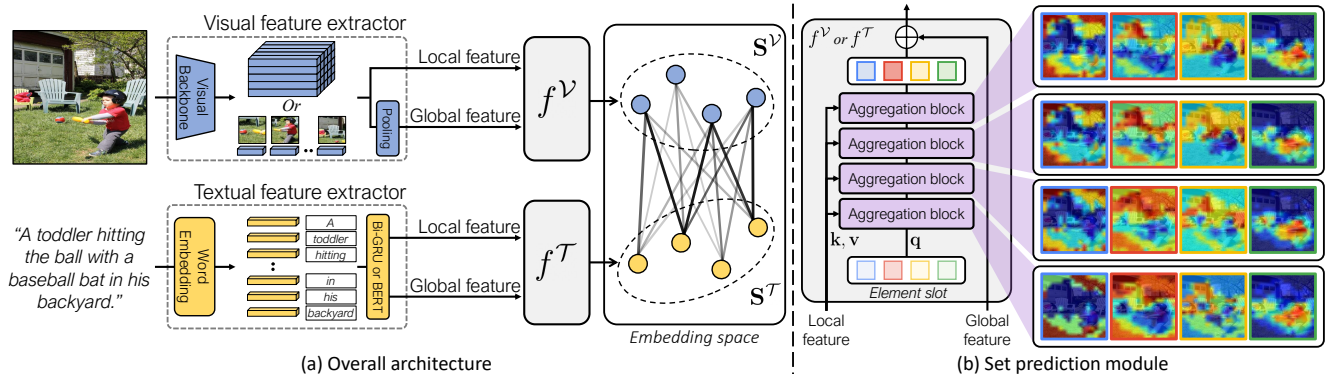 Visual feature extractor
Visual
Backbone
Or
Pooling
Local feature
Global feature
f^𝒱
S^𝒱
Textual feature extractor
“A toddler hitting
the ball with a
baseball bat in his
backyard.”
Word
Embedding
A
toddler
hitting
in
his
backyard
Bi-GRU or BERT
Local feature
Global feature
f^𝒯
S^𝒯
Embedding space
(a) Overall architecture
f^𝒱 or f^𝒯
Aggregation block
Aggregation block
Aggregation block
Aggregation block
k, v
q
Element slot
Local
feature
Global
feature
(b) Set prediction module